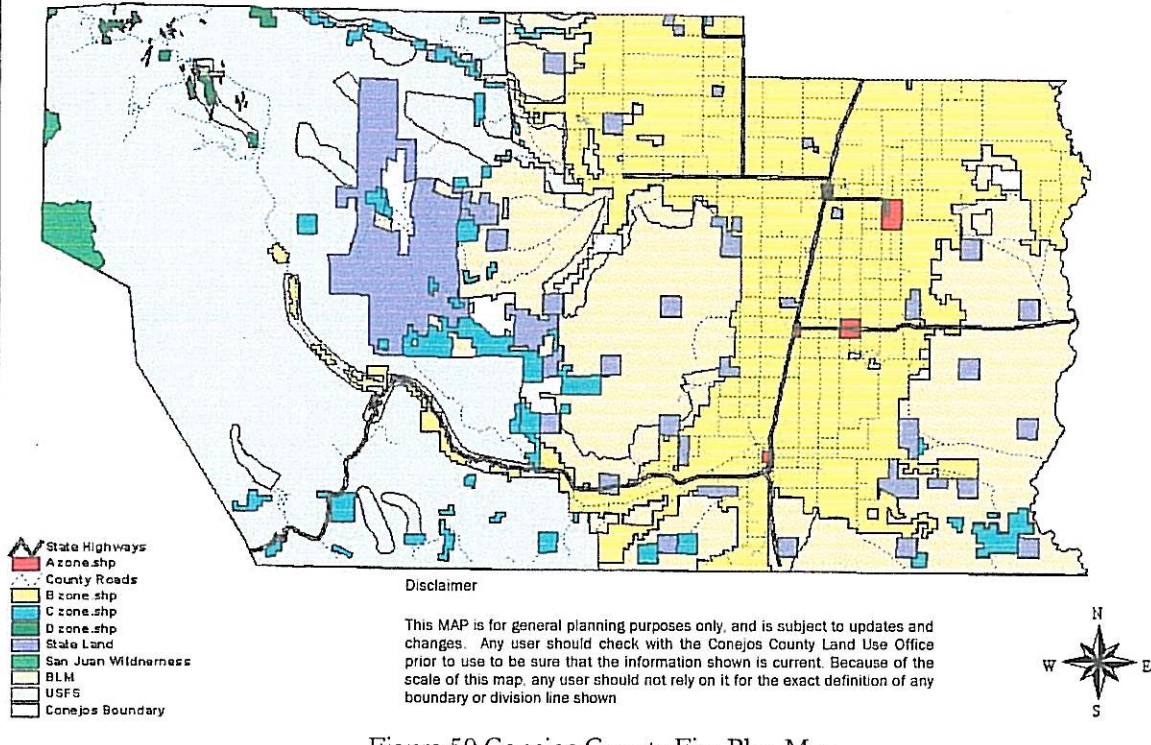 State Highways
A zone.shp
County Roads
B zone.shp
C zone.shp
D zone.shp
State Land
San Juan Wildnerness
BLM
USFS
Conejos Boundary
Disclaimer
This MAP is for general planning purposes only, and is subject to updates and
changes. Any user should check with the Conejos County Land Use Office
prior to use to be sure that the information shown is current. Because of the
scale of this map, any user should not rely on it for the exact definition of any
boundary or division line shown
N
W E
S